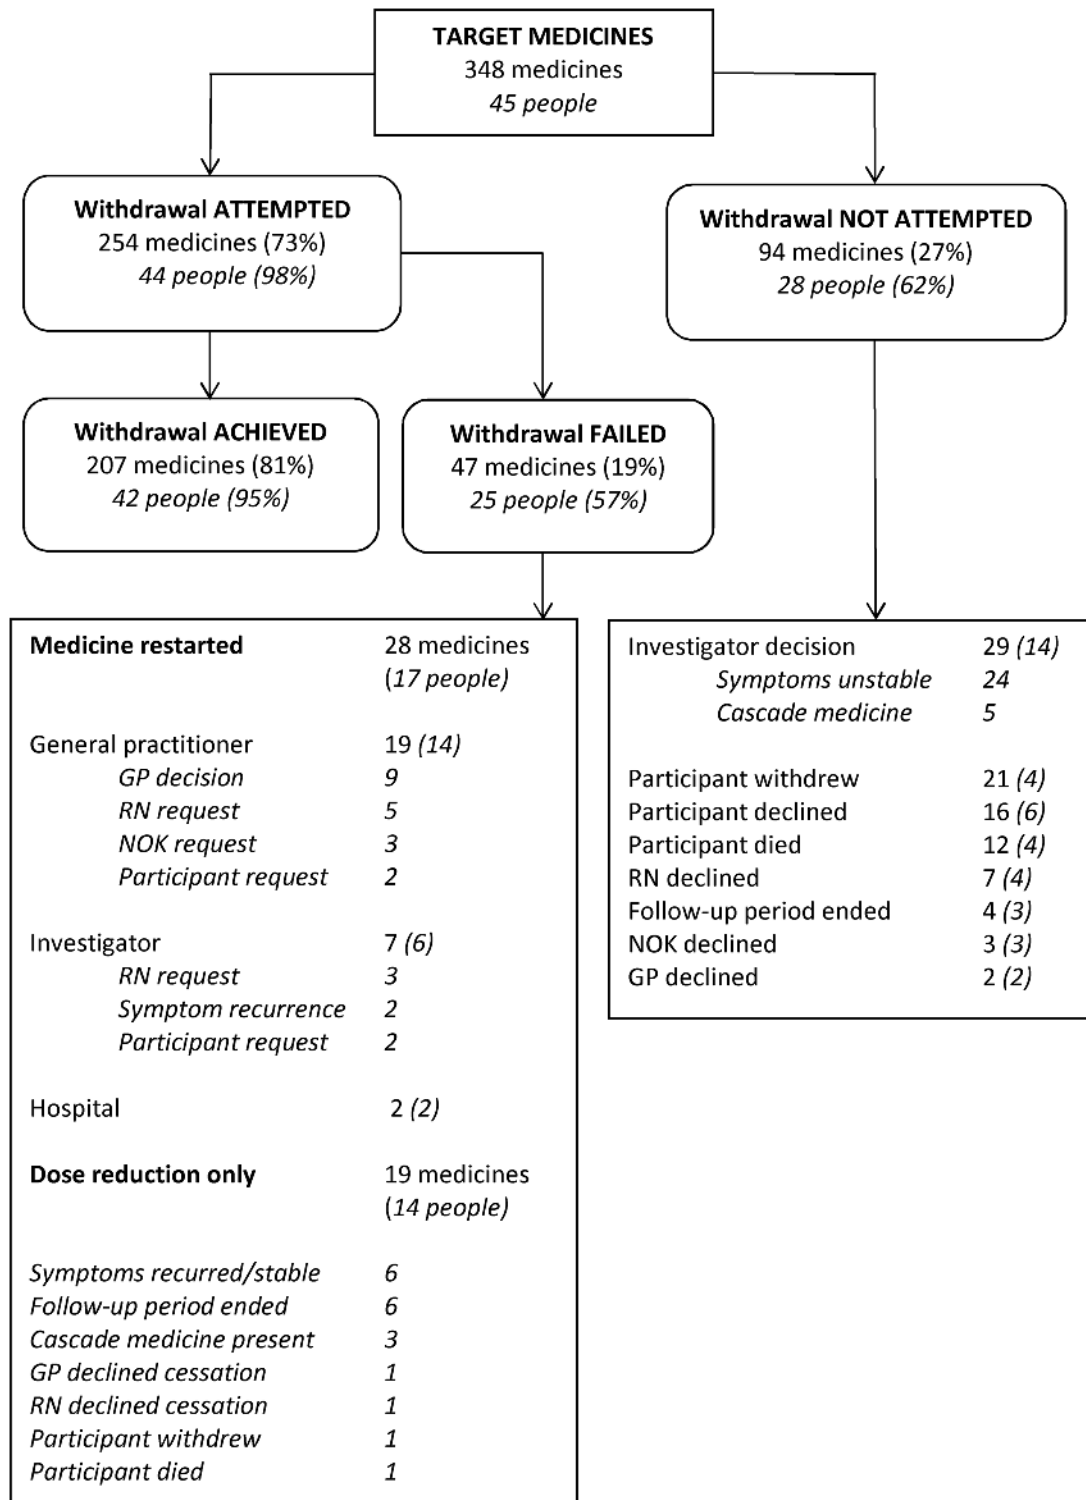 TARGET MEDICINES
348 medicines
45 people
Withdrawal ATTEMPTED
254 medicines (73%)
44 people (98%)
Withdrawal NOT ATTEMPTED
94 medicines (27%)
28 people (62%)
Withdrawal ACHIEVED
207 medicines (81%)
42 people (95%)
Withdrawal FAILED
47 medicines (19%)
25 people (57%)
Medicine restarted 28 medicines
(17 people)
General practitioner 19 (14)
GP decision 9
RN request 5
NOK request 3
Participant request 2
Investigator 7 (6)
RN request 3
Symptom recurrence 2
Participant request 2
Hospital 2 (2)
Dose reduction only 19 medicines
(14 people)
Symptoms recurred/stable 6
Follow-up period ended 6
Cascade medicine present 3
GP declined cessation 1
RN declined cessation 1
Participant withdrew 1
Participant died 1
Investigator decision 29 (14)
Symptoms unstable 24
Cascade medicine 5
Participant withdrew 21 (4)
Participant declined 16 (6)
Participant died 12 (4)
RN declined 7 (4)
Follow-up period ended 4 (3)
NOK declined 3 (3)
GP declined 2 (2)